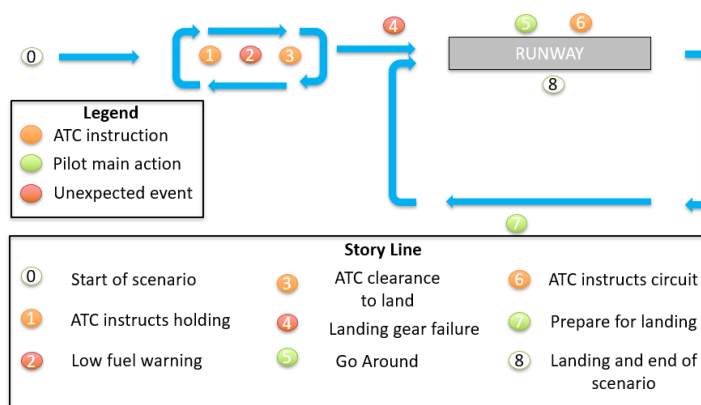 0
1
2
3
4
5
6
RUNWAY
8
Legend
ATC instruction
Pilot main action
Unexpected event
7
Story Line
0 Start of scenario
1 ATC instructs holding
2 Low fuel warning
3 ATC clearance
to land
4 Landing gear failure
5 Go Around
6 ATC instructs circuit
7 Prepare for landing
8 Landing and end of
scenario